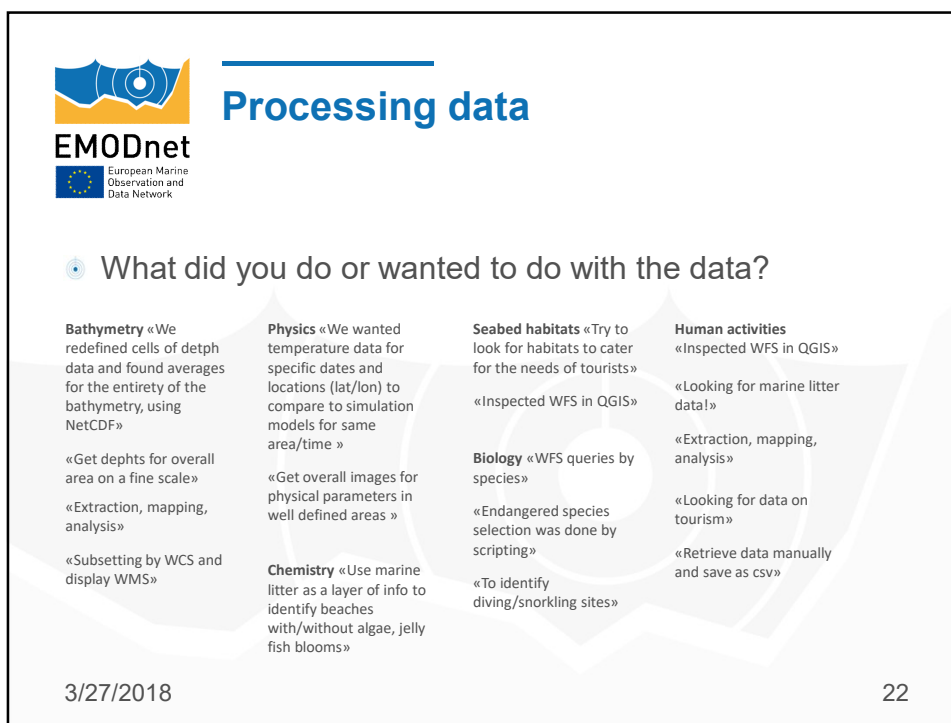 Processing data
EMODnet
European Marine
Observation and
Data Network
What did you do or wanted to do with the data?
Bathymetry «We
redefined cells of detph
data and found averages
for the entirety of the
bathymetry, using
NetCDF»
«Get dephts for overall
area on a fine scale»
«Extraction, mapping,
analysis»
«Subsetting by WCS and
display WMS»
Physics «We wanted
temperature data for
specific dates and
locations (lat/lon) to
compare to simulation
models for same
area/time »
«Get overall images for
physical parameters in
well defined areas »
Chemistry «Use marine
litter as a layer of info to
identify beaches
with/without algae, jelly
fish blooms»
Seabed habitats «Try to
look for habitats to cater
for the needs of tourists»
«Inspected WFS in QGIS»
Biology «WFS queries by
species»
«Endangered species
selection was done by
scripting»
«To identify
diving/snorkling sites»
Human activities
«Inspected WFS in QGIS»
«Looking for marine litter
data!»
«Extraction, mapping,
analysis»
«Looking for data on
tourism»
«Retrieve data manually
and save as csv»
3/27/2018
22